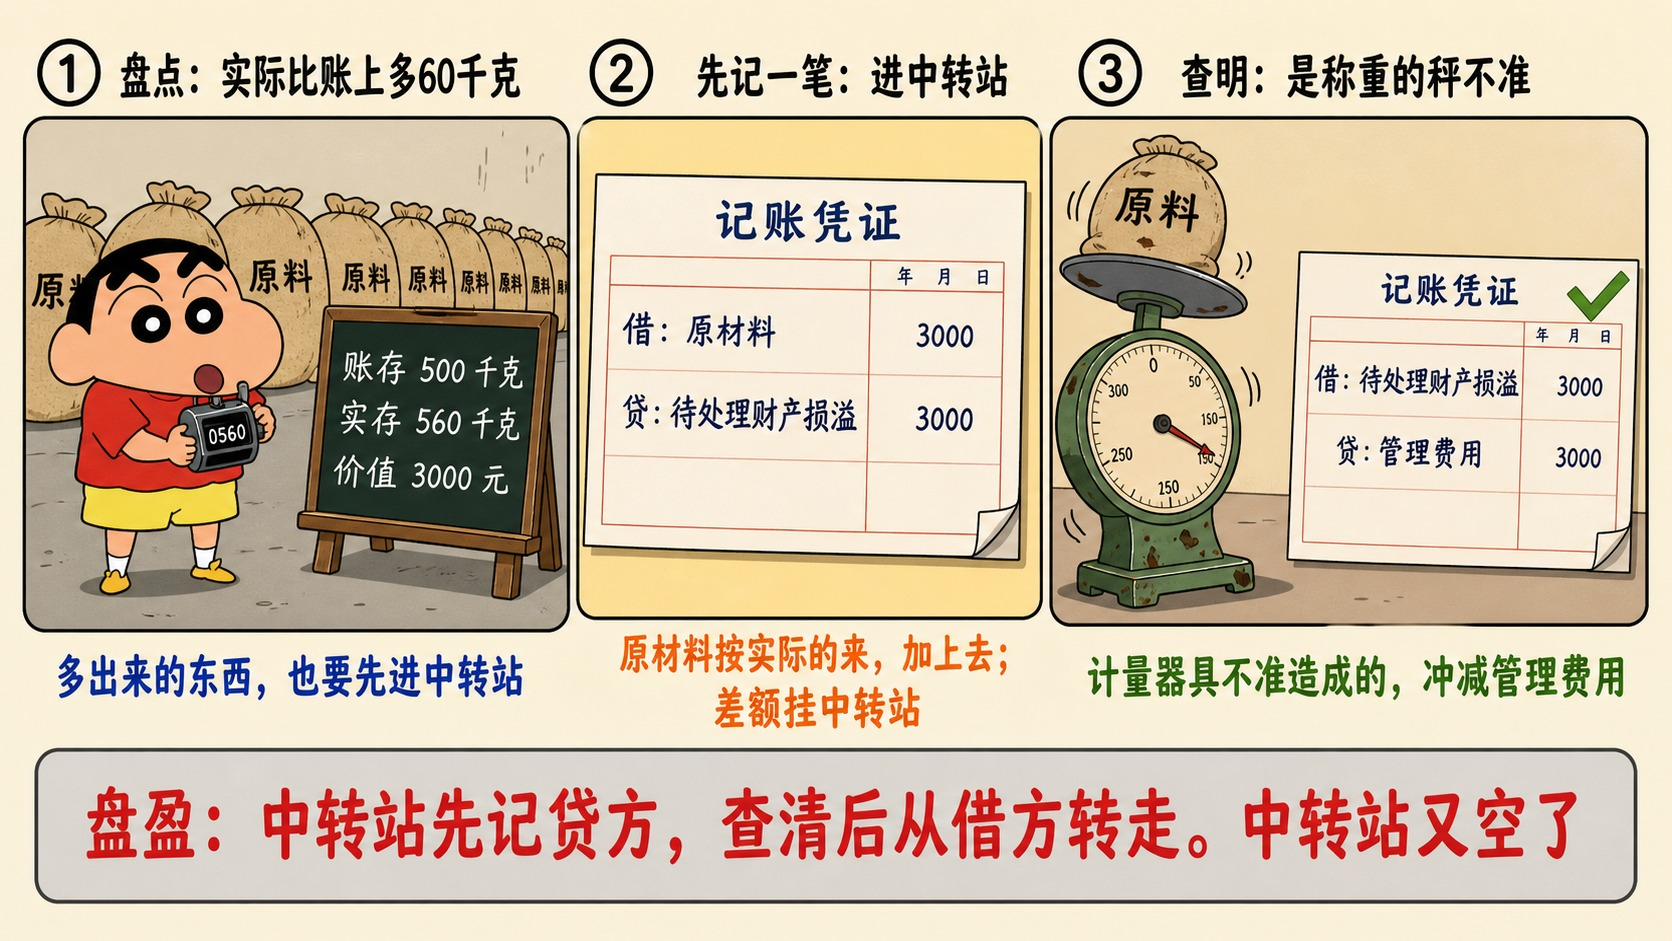 ① 盘点：实际比账上多60千克
② 先记一笔：进中转站
③ 查明：是称重的秤不准
原料
原料
原料
原料
原料
原料
原料
0560
账存 500 千克
实存 560 千克
价值 3000 元
记账凭证
年 月 日
借：原材料 3000
贷：待处理财产损溢 3000
原料
0
50
150
150
250
250
300
记账凭证
年 月 日
借：待处理财产损溢 3000
贷：管理费用 3000
多出来的东西，也要先进中转站
原材料按实际的来，加上去；
差额挂中转站
计量器具不准造成的，冲减管理费用
盘盈：中转站先记贷方，查清后从借方转走。中转站又空了